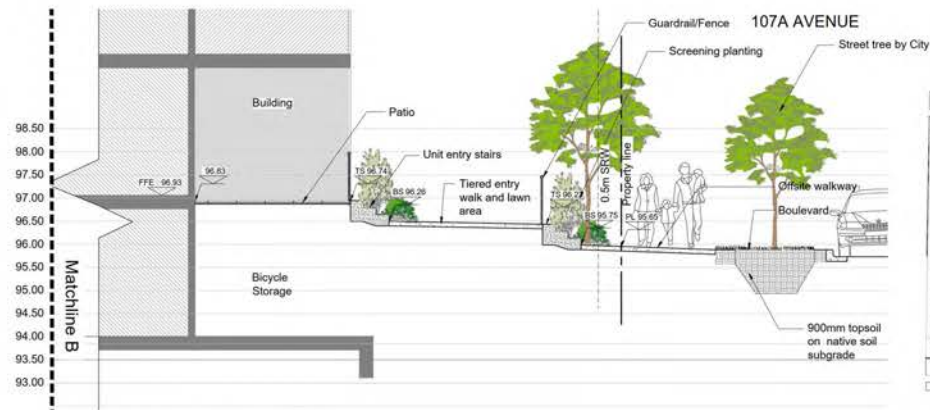 107A AVENUE
Guardrail/Fence
Screening planting
Street tree by City
Building
Patio
98.50
98.00
97.50
97.00
96.50
96.00
95.50
95.00
94.50
94.00
93.50
93.00
FFE 96.93
96.83
TS 96.74
Unit entry stairs
BS 96.26
Tiered entry
walk and lawn
area
TS 96.2
BS 95.75
0.5m SRW
Property line
PL 95.65
Offsite walkway
Boulevard
Bicycle
Storage
Matchline B
900mm topsoil
on native soil
subgrade